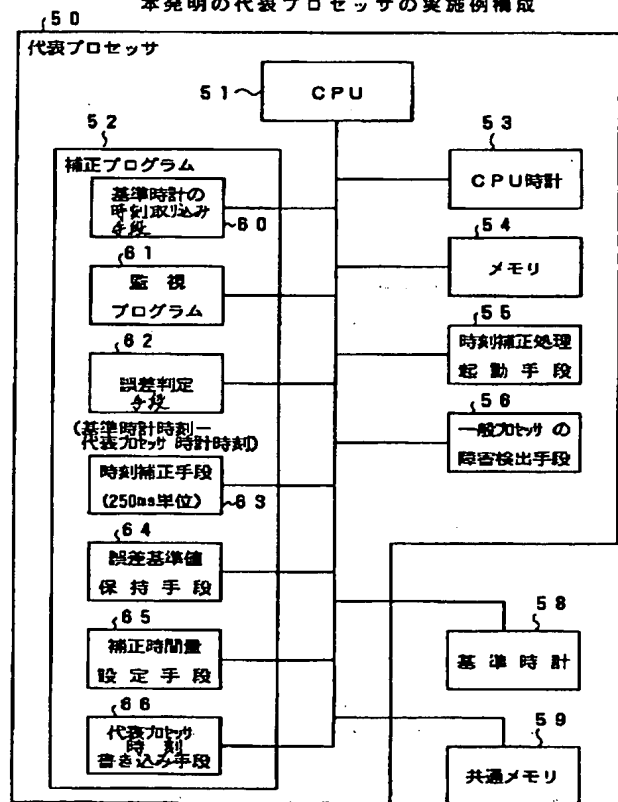 本発明の代表プロセッサの実施例構成
50
代表プロセッサ
51
CPU
52
補正プログラム
基準時計の
時刻取り込み
手段
60
61
監視
プログラム
62
誤差判定
手段
(基準時計時刻ー
代表プロセッサ 時計時刻)
時刻補正手段
(250ms単位)
63
64
誤差基準値
保持手段
65
補正時間量
設定手段
66
代表プロセッサ
時刻
書き込み手段
53
CPU時計
54
メモリ
55
時刻補正処理
起動手段
56
一般プロセッサの
障害検出手段
58
基準時計
59
共通メモリ